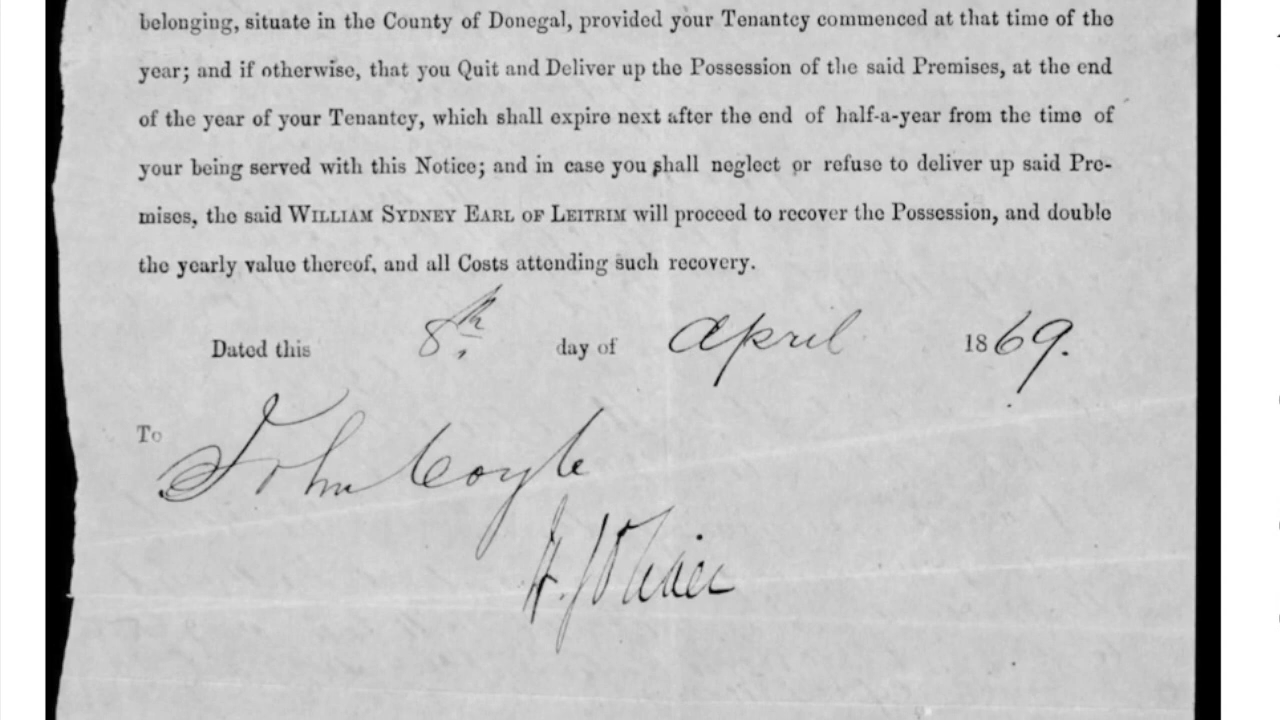 belonging, situate in the County of Donegal, provided your Tenantcy commenced at that time of the
year; and if otherwise, that you Quit and Deliver up the Possession of the said Premises, at the end
of the year of your Tenantcy, which shall expire next after the end of half-a-year from the time of
your being served with this Notice; and in case you shall neglect or refuse to deliver up said Pre-
mises, the said WILLIAM SYDNEY EARL OF LEITRIM will proceed to recover the Possession, and double
the yearly value thereof, and all Costs attending such recovery.
Dated this 8th. day of April 1869.
To John Coyle